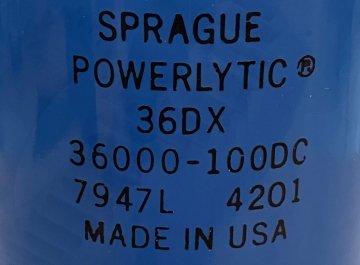 SPRAGUE
POWERLYTIC®
36DX
36000-100DC
7947L 4201
MADE IN USA